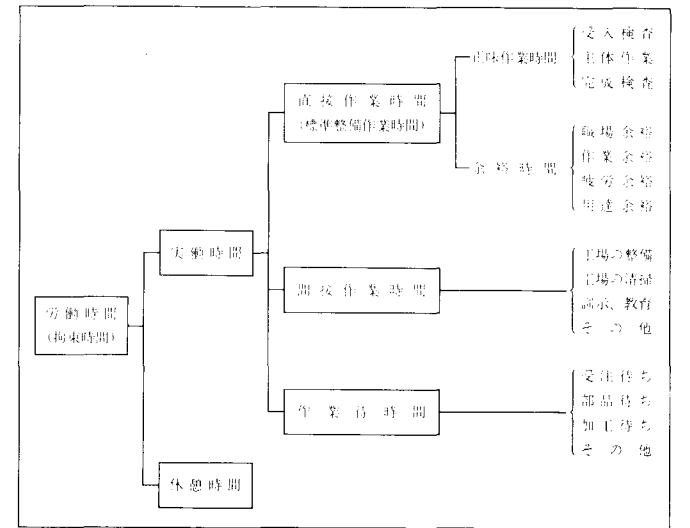 受入検査
主体作業
完成検査
正味作業時間
直接作業時間
(標準整備作業時間)
職場余裕
作業余裕
疲労余裕
用達余裕
余裕時間
実働時間
工場の整備
工場の清掃
訓示、教育
その他
間接作業時間
労働時間
(拘束時間)
受注待ち
部品待ち
加工待ち
その他
作業待時間
休憩時間